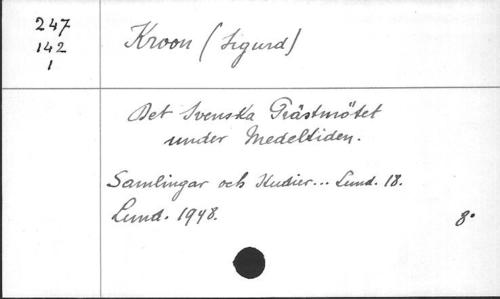 247
142
1
Kroon (Sigurd)
Det Svenska Prästmötet
under Medeltiden.
Samlingar och Studier... Lund. 18.
Lund. 1948.
8°